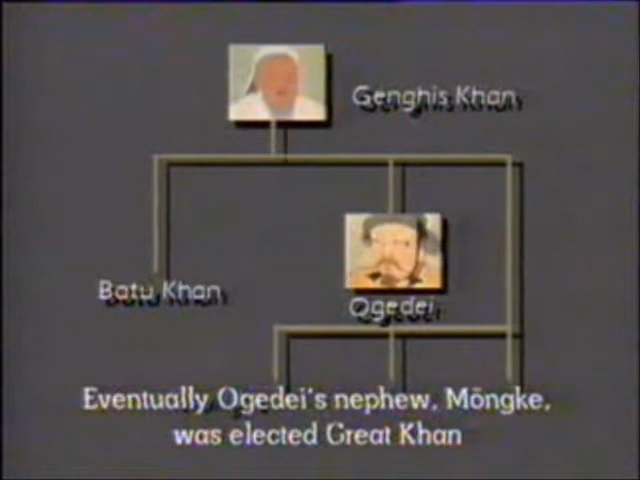 Genghis Khan
Batu Khan
Ogedei
Eventually Ogedei's nephew, Möngke,
was elected Great Khan